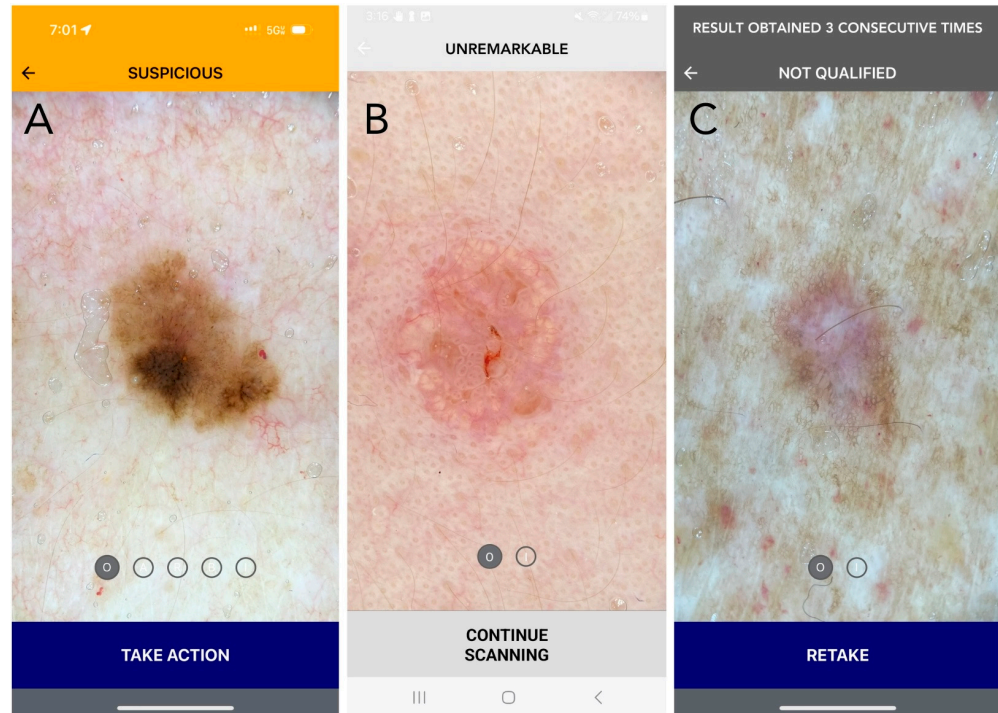 7:01
5G
SUSPICIOUS
A
O
TAKE ACTION
3:16
74%
UNREMARKABLE
B
O
I
CONTINUE
SCANNING
RESULT OBTAINED 3 CONSECUTIVE TIMES
NOT QUALIFIED
C
O
I
RETAKE